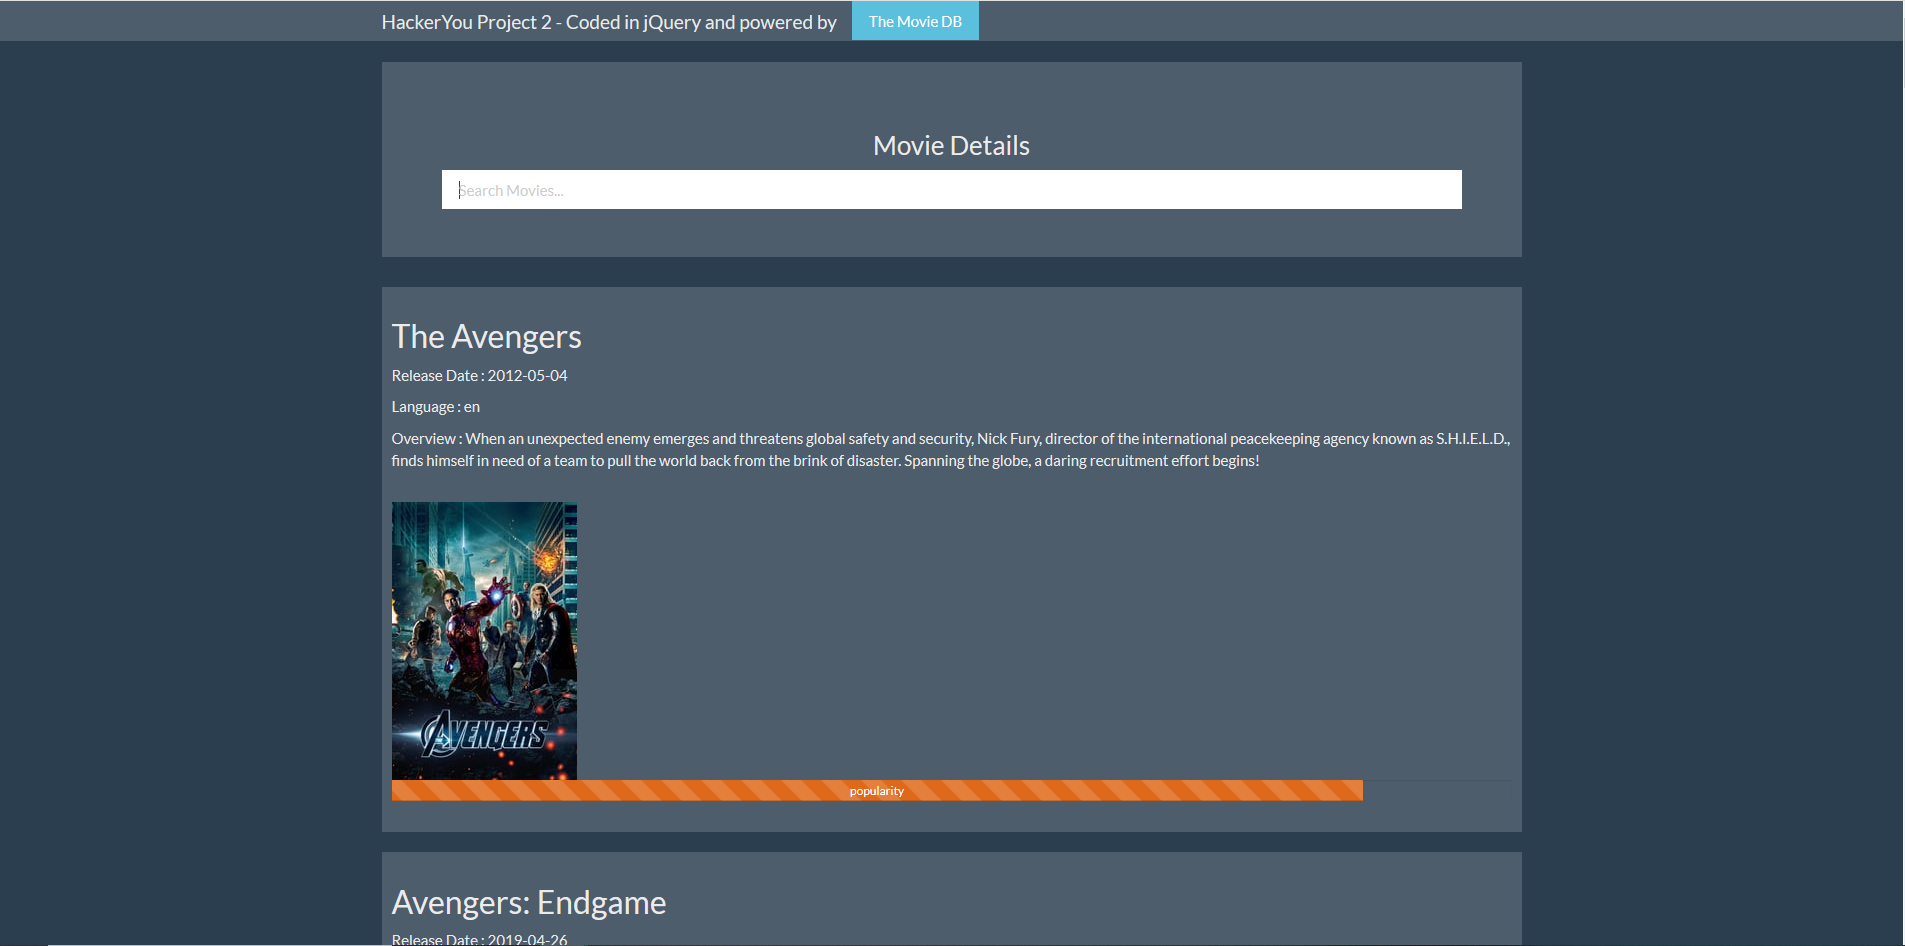 HackerYou Project 2 - Coded in jQuery and powered by The Movie DB
Movie Details
Search Movies...
The Avengers
Release Date : 2012-05-04
Language : en
Overview : When an unexpected enemy emerges and threatens global safety and security, Nick Fury, director of the international peacekeeping agency known as S.H.I.E.L.D.,
finds himself in need of a team to pull the world back from the brink of disaster. Spanning the globe, a daring recruitment effort begins!
AVENGERS
popularity
Avengers: Endgame
Release Date : 2019-04-26